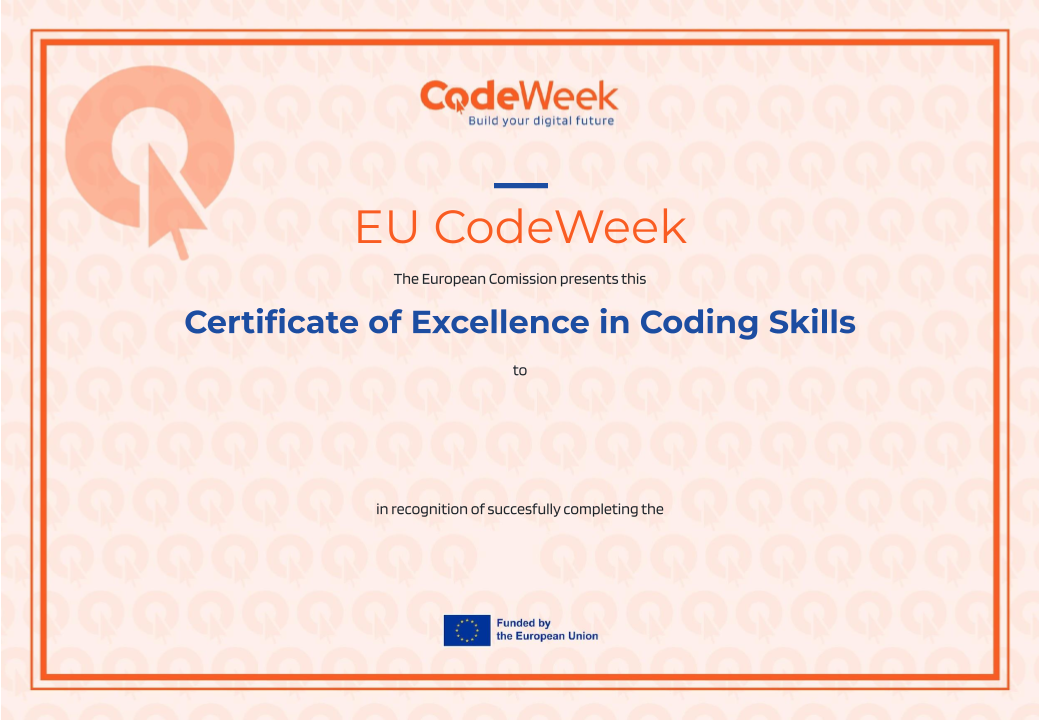 CodeWeek
Build your digital future
EU CodeWeek
The European Comission presents this
Certificate of Excellence in Coding Skills
to
in recognition of succesfully completing the
Funded by
the European Union